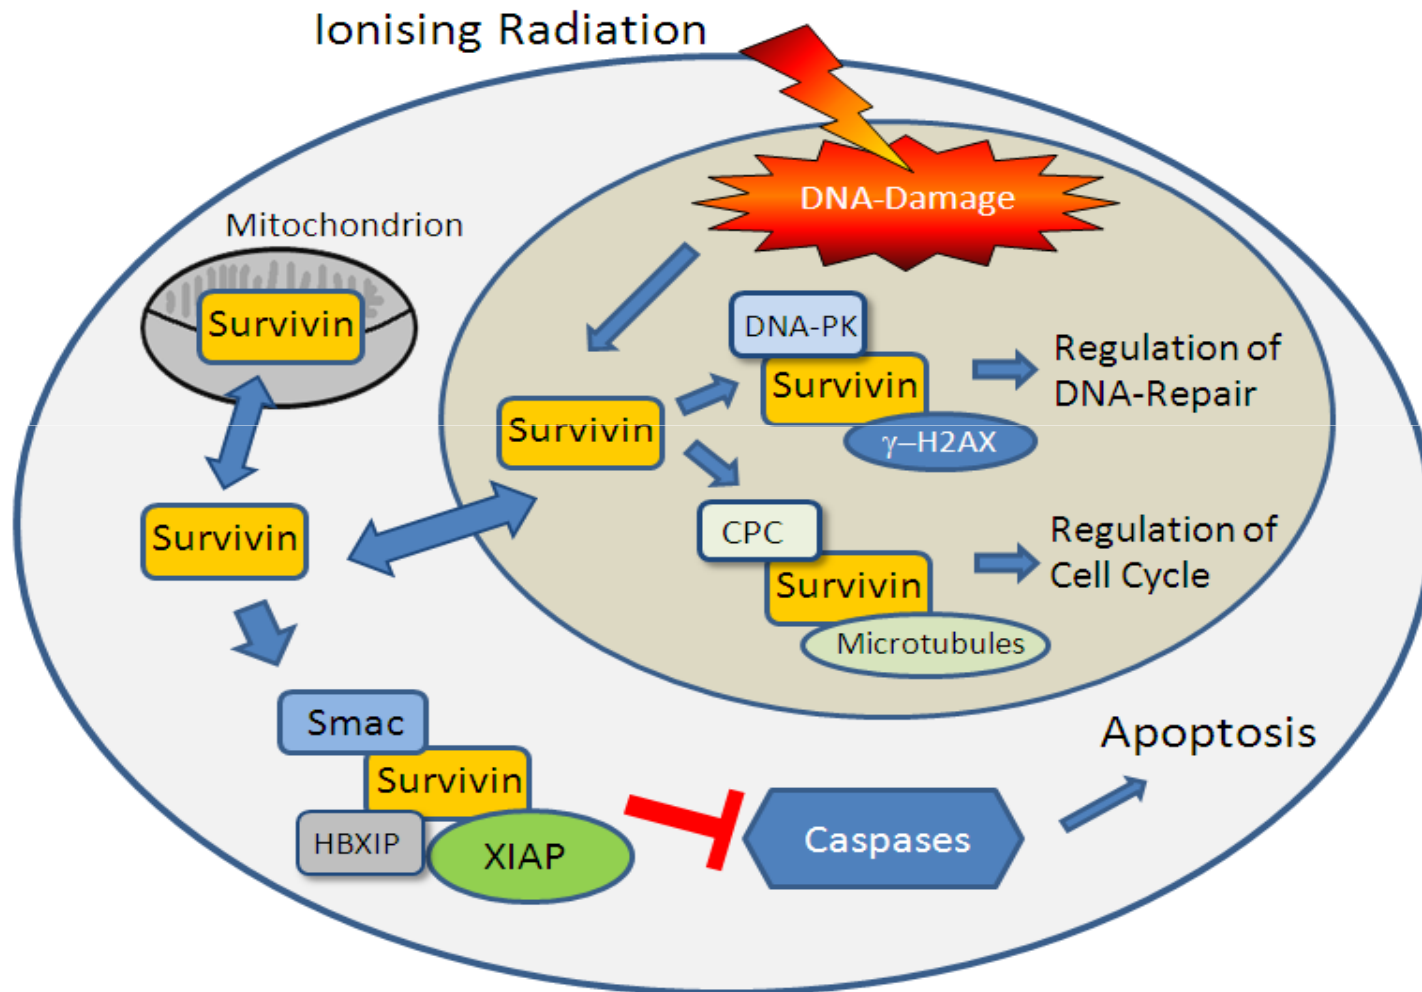 Ionising Radiation
DNA-Damage
Mitochondrion
Survivin
DNA-PK
Survivin
γ–H2AX
Regulation of
DNA-Repair
Survivin
Survivin
CPC
Survivin
Microtubules
Regulation of
Cell Cycle
Smac
Survivin
HBXIP
XIAP
Caspases
Apoptosis